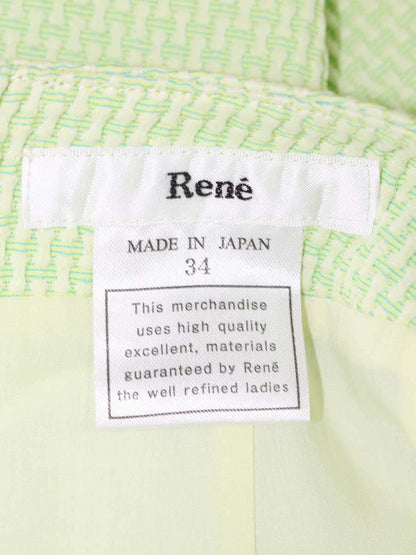 René
MADE IN JAPAN
34
This merchandise
uses high quality
excellent, materials
guaranteed by René
the well refined ladies